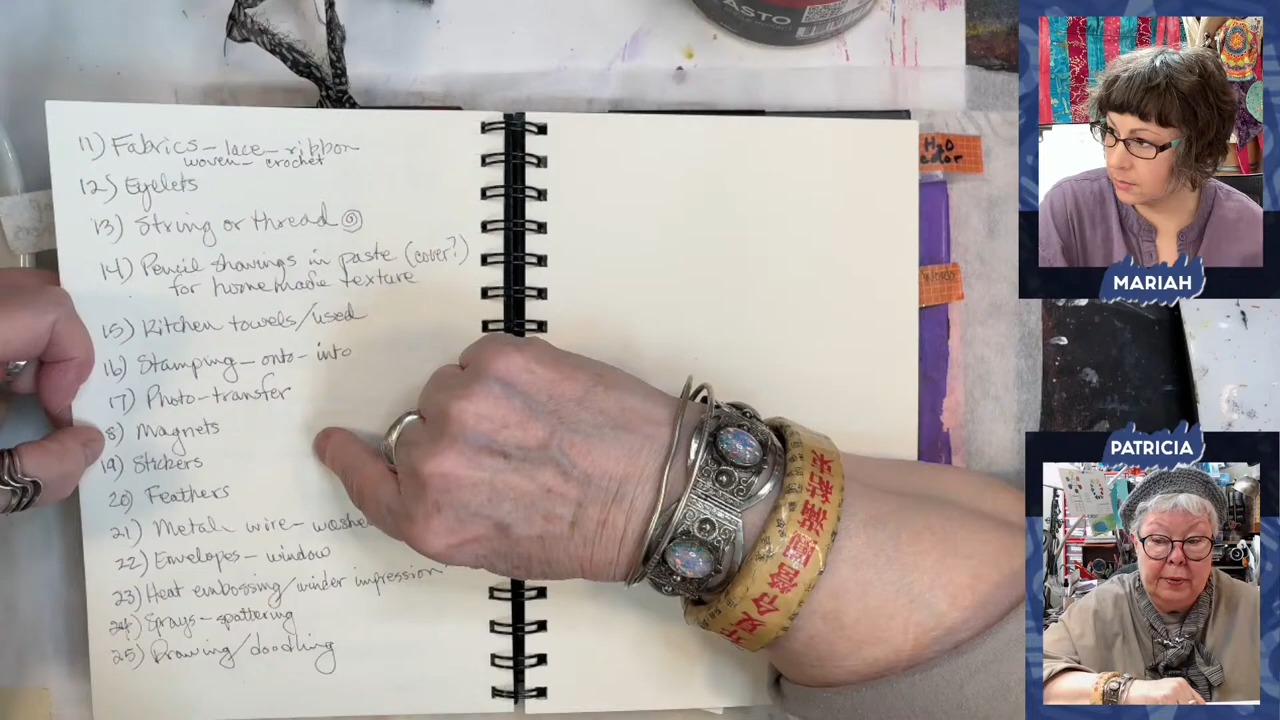 ASTO
11) Fabrics - lace - ribbon
woven - crochet
12) Eyelets
13) String or thread
14) Pencil shavings in paste (cover?)
for homemade texture
15) Kitchen towels/used
16) Stamping - onto - into
17) Photo-transfer
8) Magnets
19) Stickers
20) Feathers
21) Metal wire - washe
22) Envelopes - window
23) Heat embossing/under impression
24) Sprays - spattering
25) Drawing/doodling
H2O
MARIAH
PATRICIA